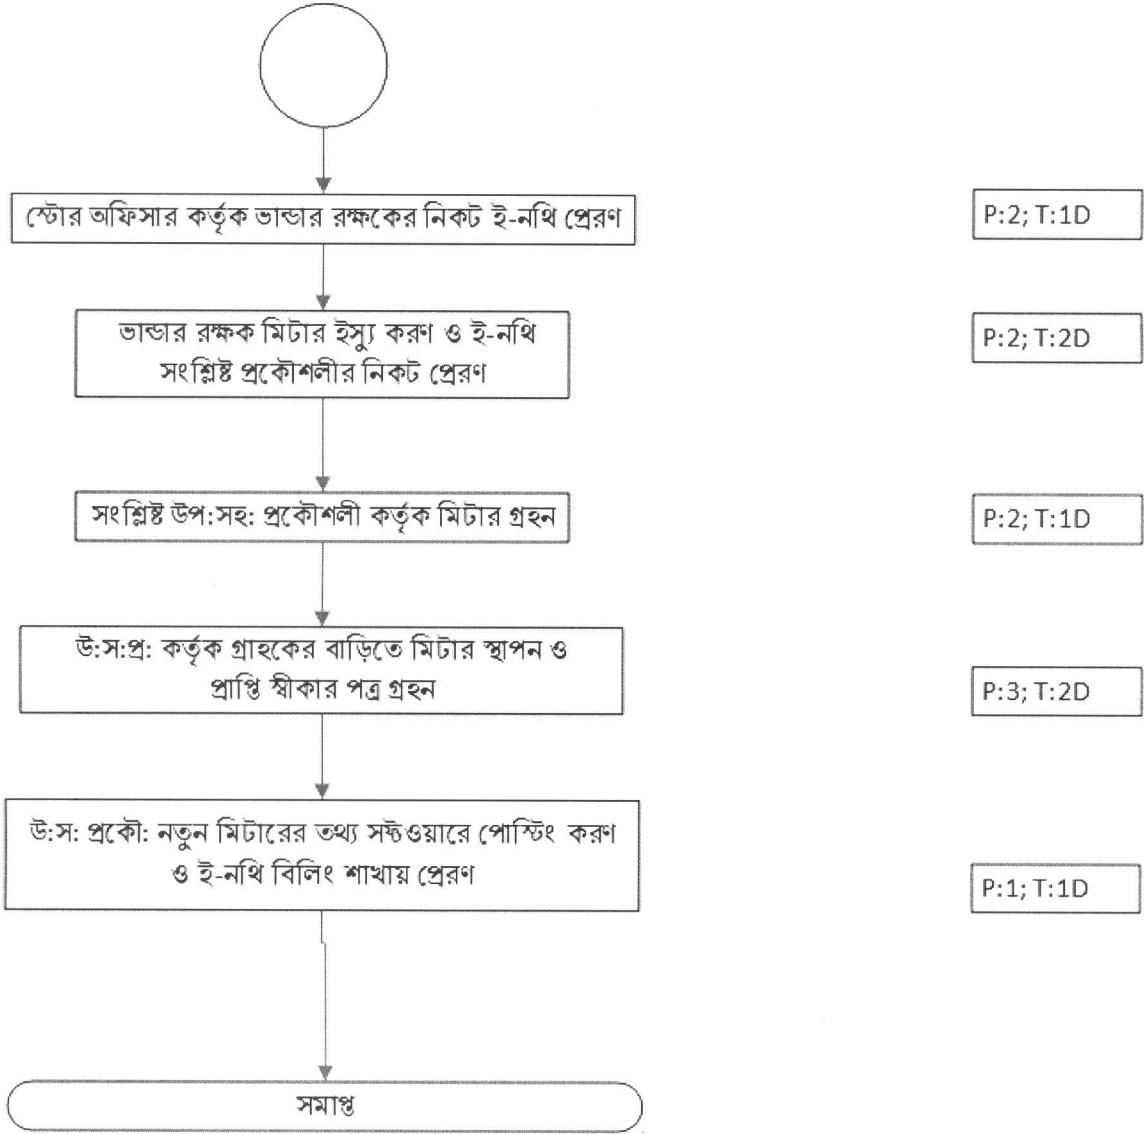 স্টোর অফিসার কর্তৃক ভান্ডার রক্ষকের নিকট ই-নথি প্রেরণ
P:2; T:1D
ভান্ডার রক্ষক মিটার ইস্যু করণ ও ই-নথি
সংশ্লিষ্ট প্রকৌশলীর নিকট প্রেরণ
P:2; T:2D
সংশ্লিষ্ট উপ:সহ: প্রকৌশলী কর্তৃক মিটার গ্রহন
P:2; T:1D
উ:স:প্র: কর্তৃক গ্রাহকের বাড়িতে মিটার স্থাপন ও
প্রাপ্তি স্বীকার পত্র গ্রহন
P:3; T:2D
উ:স: প্রকৌ: নতুন মিটারের তথ্য সফ্টওয়ারে পোস্টিং করণ
ও ই-নথি বিলিং শাখায় প্রেরণ
P:1; T:1D
সমাপ্ত